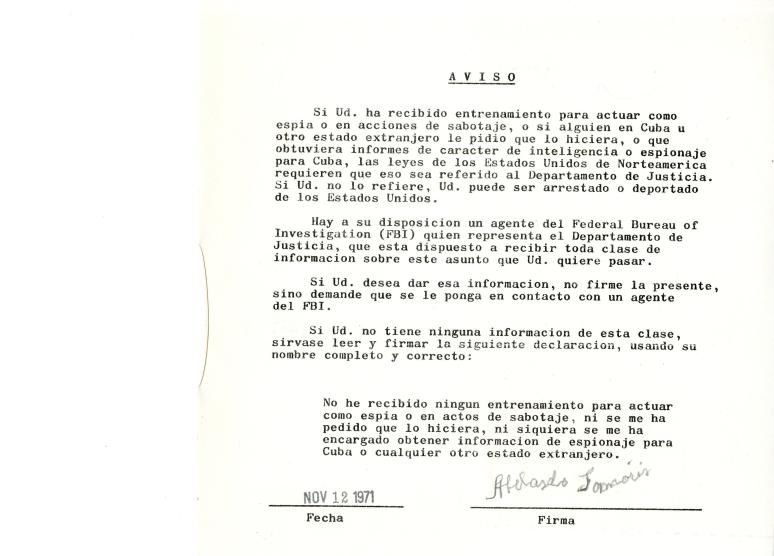 A V I S O
Si Ud. ha recibido entrenamiento para actuar como
espia o en acciones de sabotaje, o si alguien en Cuba u
otro estado extranjero le pidio que lo hiciera, o que
obtuviera informes de caracter de inteligencia o espionaje
para Cuba, las leyes de los Estados Unidos de Norteamerica
requieren que eso sea referido al Departamento de Justicia.
Si Ud. no lo refiere, Ud. puede ser arrestado o deportado
de los Estados Unidos.
Hay a su disposicion un agente del Federal Bureau of
Investigation (FBI) quien representa el Departamento de
Justicia, que esta dispuesto a recibir toda clase de
informacion sobre este asunto que Ud. quiere pasar.
Si Ud. desea dar esa informacion, no firme la presente,
sino demande que se le ponga en contacto con un agente
del FBI.
Si Ud. no tiene ninguna informacion de esta clase,
sirvase leer y firmar la siguiente declaracion, usando su
nombre completo y correcto:
No he recibido ningun entrenamiento para actuar
como espia o en actos de sabotaje, ni se me ha
pedido que lo hiciera, ni siquiera se me ha
encargado obtener informacion de espionaje para
Cuba o cualquier otro estado extranjero.
NOV 12 1971
Fecha
Firma